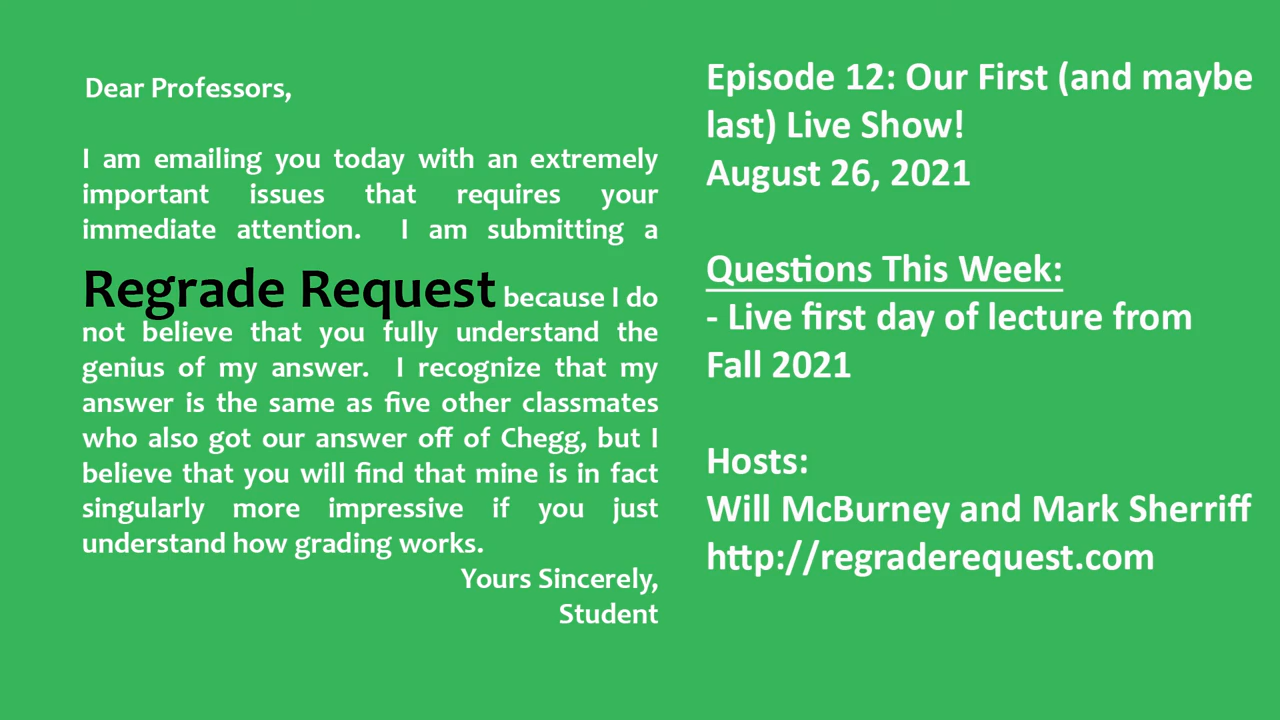 Dear Professors,
I am emailing you today with an extremely
important issues that requires your
immediate attention. I am submitting a
Regrade Request because I do
not believe that you fully understand the
genius of my answer. I recognize that my
answer is the same as five other classmates
who also got our answer off of Chegg, but I
believe that you will find that mine is in fact
singularly more impressive if you just
understand how grading works.
Yours Sincerely,
Student
Episode 12: Our First (and maybe
last) Live Show!
August 26, 2021
Questions This Week:
- Live first day of lecture from
Fall 2021
Hosts:
Will McBurney and Mark Sherriff
http://regraderequest.com